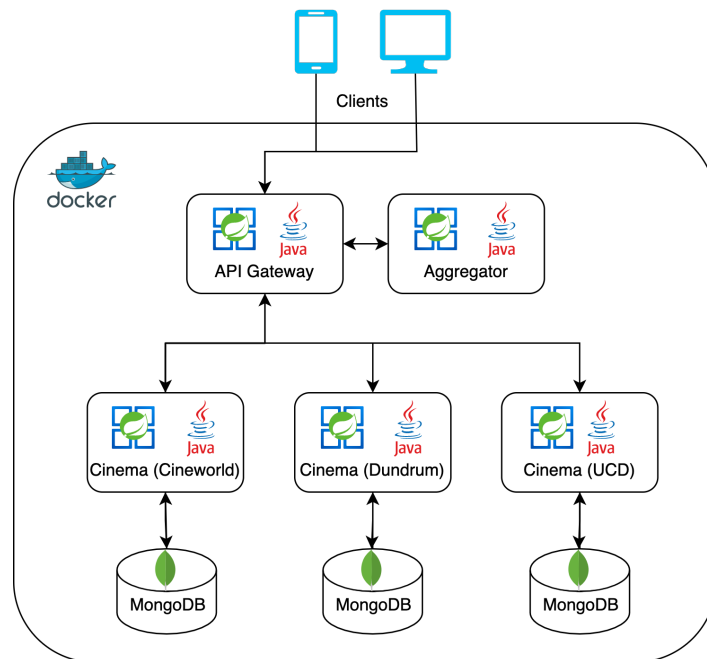 Clients
docker
Java
Java
API Gateway
Aggregator
Java
Java
Java
Cinema (Cineworld)
Cinema (Dundrum)
Cinema (UCD)
MongoDB
MongoDB
MongoDB